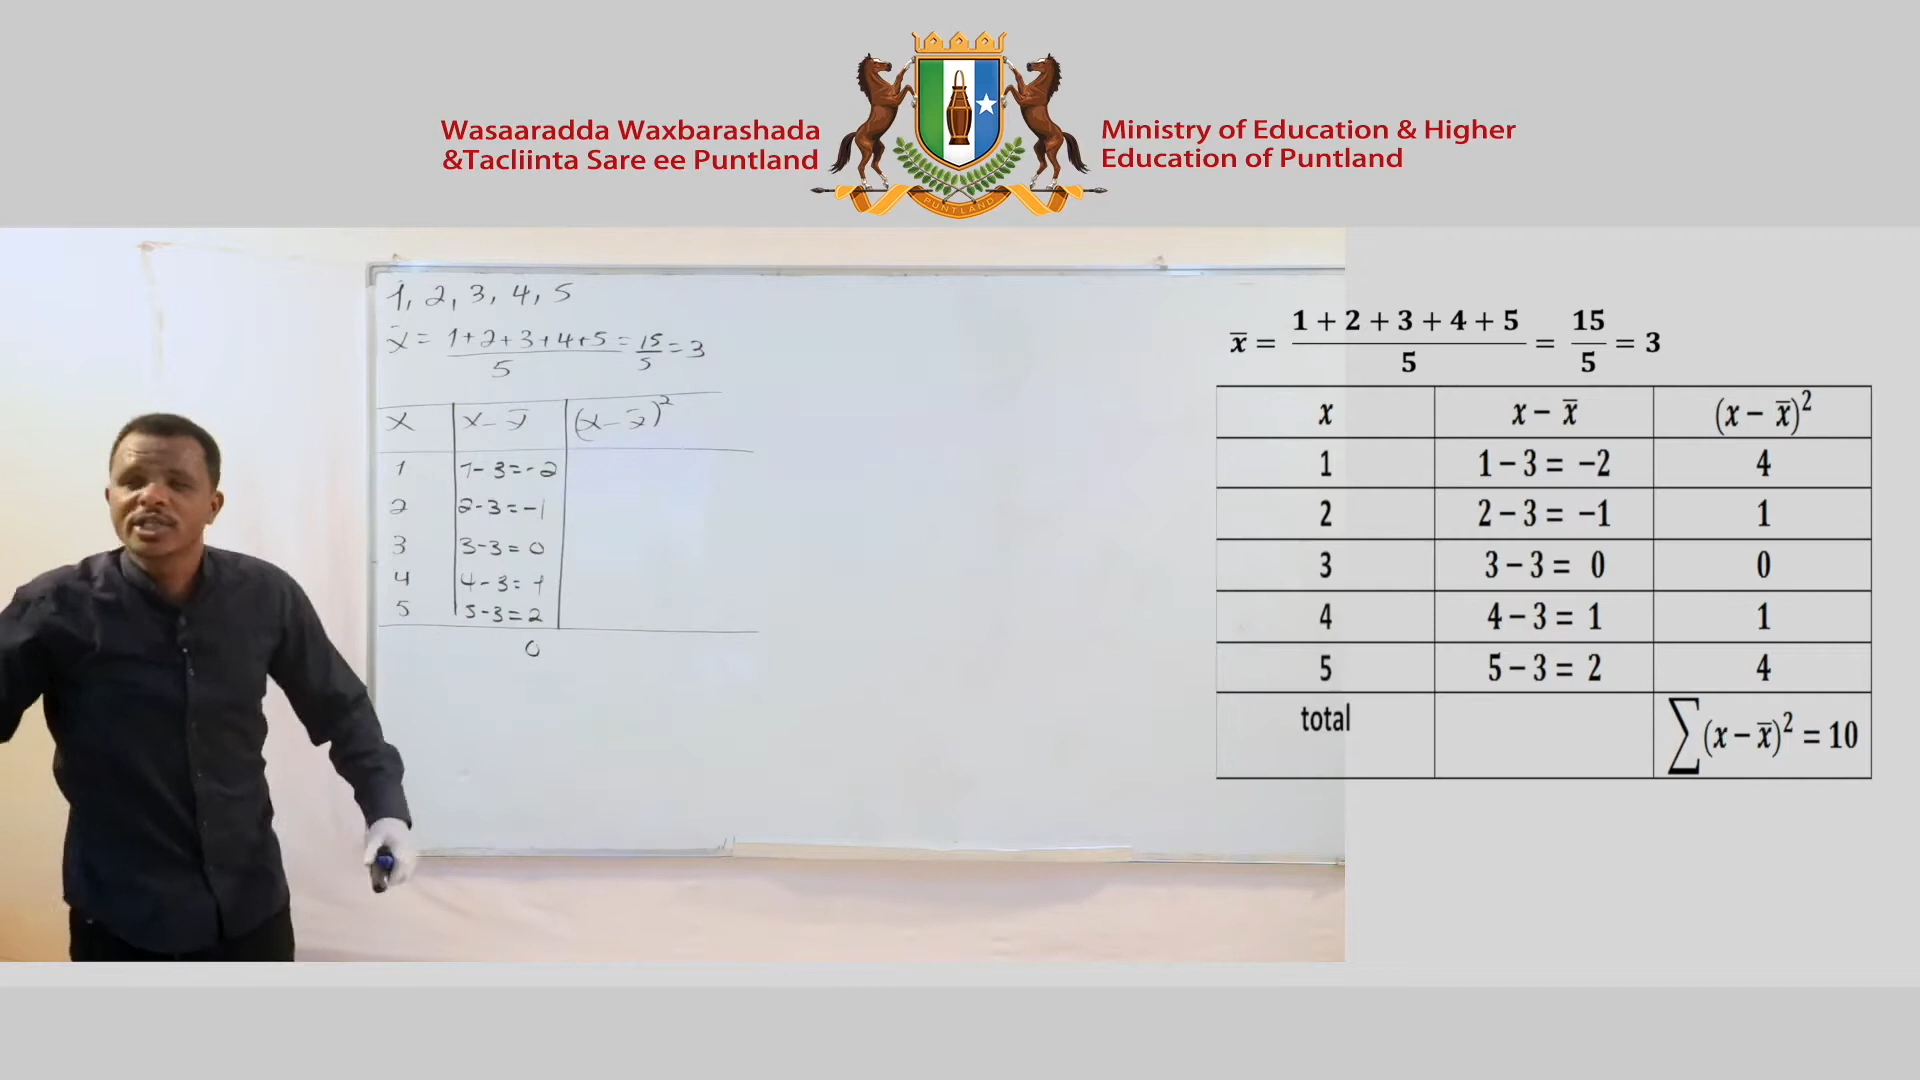 Wasaaradda Waxbarashada
&Tacliinta Sare ee Puntland
Ministry of Education & Higher
Education of Puntland
PUNTLAND
1, 2, 3, 4, 5
x̄ = 1+2+3+4+5 / 5 = 15/5 = 3
x | x - x̄ | (x - x̄)²
1 | 1-3=-2
2 | 2-3=-1
3 | 3-3=0
4 | 4-3=1
5 | 5-3=2
0
x̄ = 1 + 2 + 3 + 4 + 5 / 5 = 15 / 5 = 3
x | x − x̄ | (x − x̄)²
1 | 1 − 3 = −2 | 4
2 | 2 − 3 = −1 | 1
3 | 3 − 3 = 0 | 0
4 | 4 − 3 = 1 | 1
5 | 5 − 3 = 2 | 4
total | ∑(x − x̄)² = 10